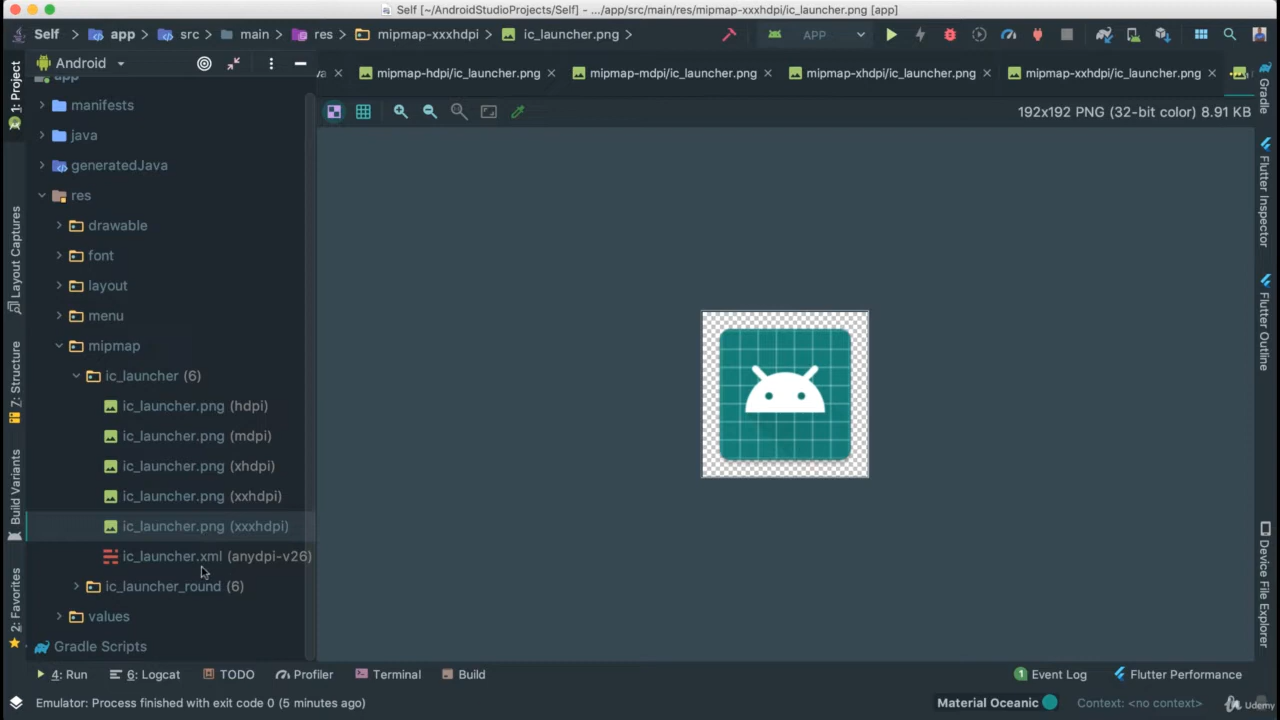 Self [~/AndroidStudioProjects/Self] - .../app/src/main/res/mipmap-xxxhdpi/ic_launcher.png [app]
Self app src main res mipmap-xxxhdpi ic_launcher.png APP
1: Project
Android
mipmap-hdpi/ic_launcher.png mipmap-mdpi/ic_launcher.png mipmap-xhdpi/ic_launcher.png mipmap-xxhdpi/ic_launcher.png
192x192 PNG (32-bit color) 8.91 KB
app
manifests
java
generatedJava
res
drawable
font
layout
menu
mipmap
ic_launcher (6)
ic_launcher.png (hdpi)
ic_launcher.png (mdpi)
ic_launcher.png (xhdpi)
ic_launcher.png (xxhdpi)
ic_launcher.png (xxxhdpi)
ic_launcher.xml (anydpi-v26)
ic_launcher_round (6)
values
Gradle Scripts
Layout Captures
7: Structure
Build Variants
2: Favorites
Gradle
Flutter Inspector
Flutter Outline
Device File Explorer
4: Run 6: Logcat TODO Profiler Terminal Build 1 Event Log Flutter Performance
Emulator: Process finished with exit code 0 (5 minutes ago) Material Oceanic Context: <no context>
Udemy